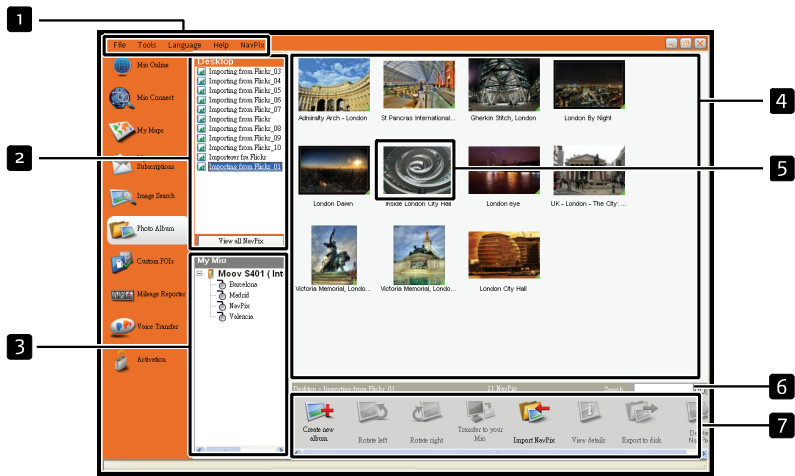 1
File Tools Language Help NavPix
Mio Online
Mio Connect
My Maps
Subscriptions
Image Search
Photo Album
Custom POIs
Mileage Reporter
Voice Transfer
Activation
2
Desktop
Importing from Flickr_03
Importing from Flickr_04
Importing from Flickr_05
Importing from Flickr_06
Importing from Flickr_07
Importing from Flickr
Importing from Flickr_08
Importing from Flickr_09
Importing from Flickr_10
Importerer fra Flickr
Importing from Flickr_01
View all NavPix
3
My Mio
Moov S401 ( Int
Barcelona
Madrid
NavPix
Valencia
4
Admiralty Arch - London St Pancras International... Gherkin Stitch, London London By Night
5
London Dawn Inside London City Hall London eye UK - London - The City: ...
Victoria Memorial, Londo... Victoria Memorial, Londo... London City Hall
6
Desktop > Importing from Flickr_01 11 NavPix Search
7
Create new album
Rotate left
Rotate right
Transfer to your Mio
Import NavPix
View details
Export to disk